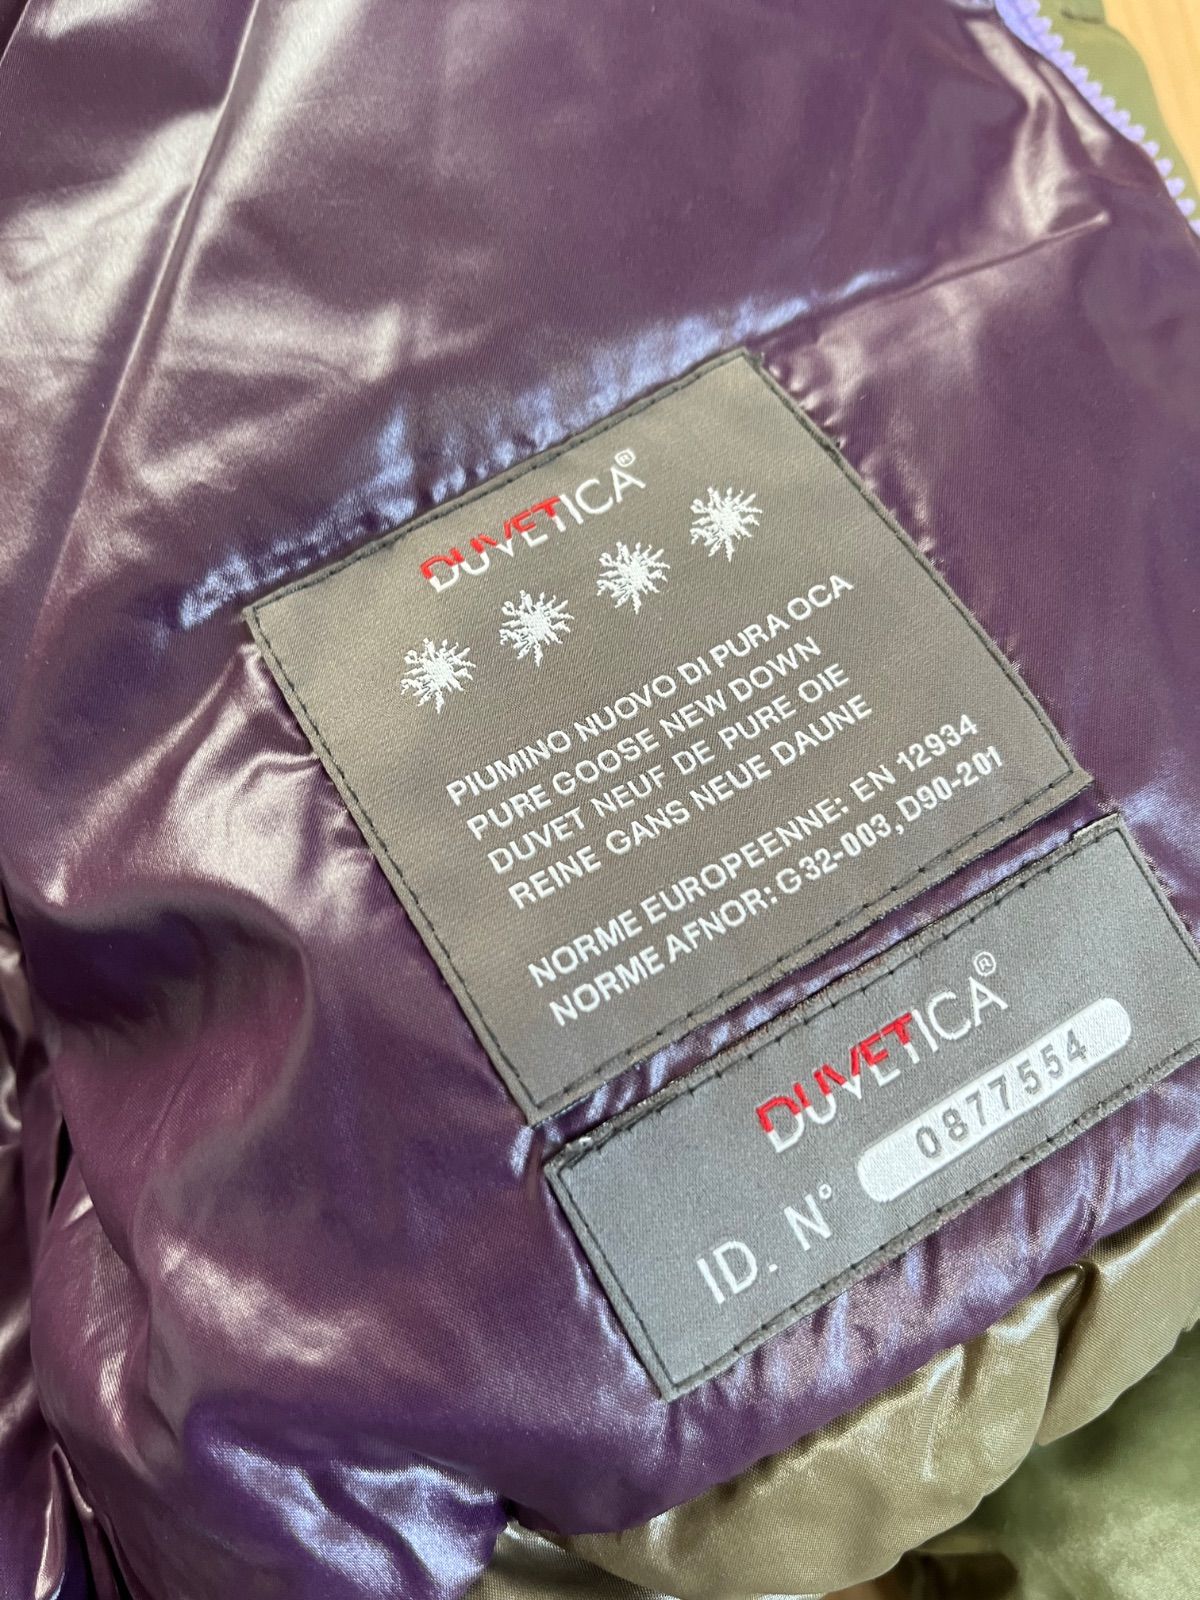 DUVETICA®
PIUMINO NUOVO DI PURA OCA
PURE GOOSE NEW DOWN
DUVET NEUF DE PURE OIE
REINE GANS NEUE DAUNE
NORME EUROPEENNE: EN 12934
NORME AFNOR: G32-003, D90-201
DUVETICA®
ID. N° 0877554